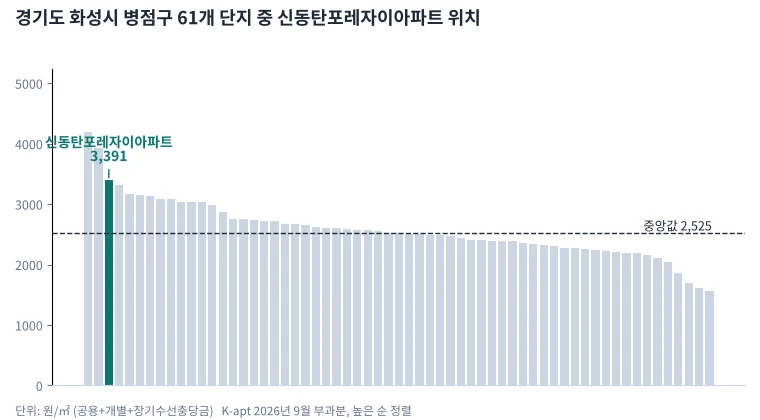 경기도 화성시 병점구 61개 단지 중 신동탄포레자이아파트 위치
5000
4000
신동탄포레자이아파트
3,391
3000
중앙값 2,525
2000
1000
0
단위: 원/㎡ (공용+개별+장기수선충당금) K-apt 2026년 9월 부과분, 높은 순 정렬